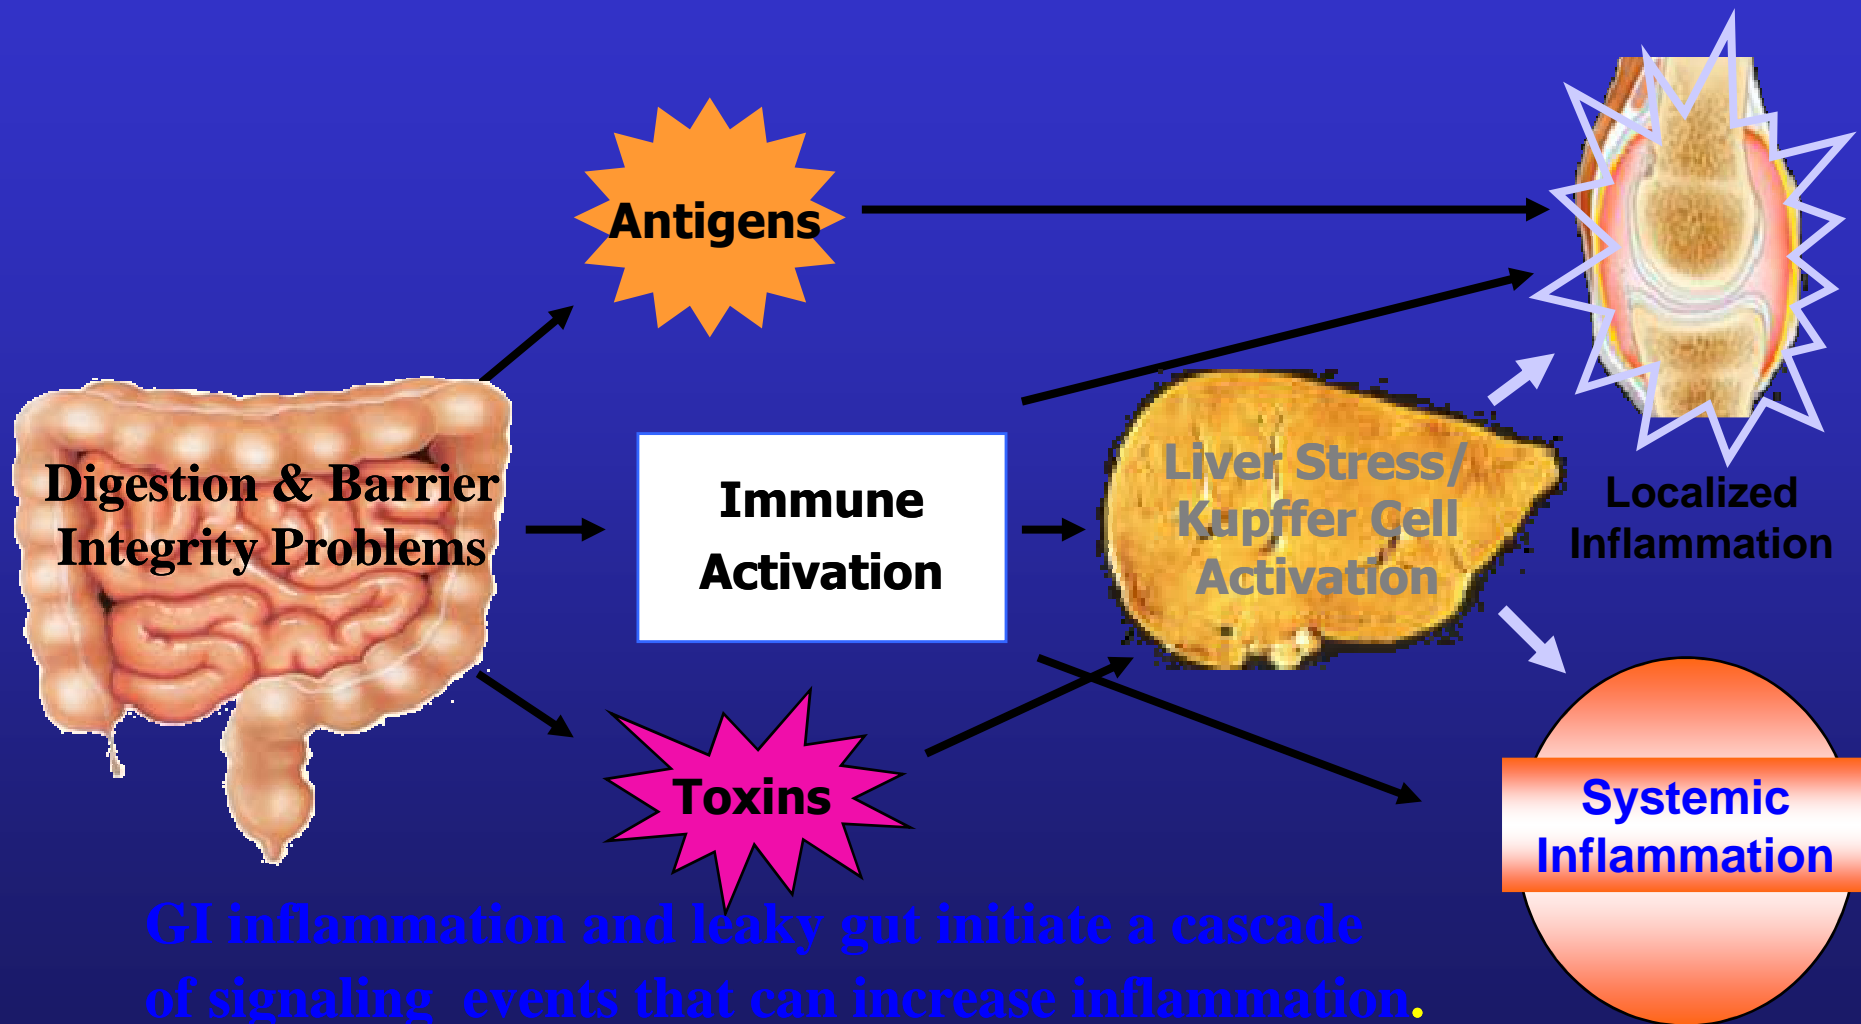 Antigens
Digestion & Barrier
Integrity Problems
Immune
Activation
Liver Stress/
Kupffer Cell
Activation
Localized
Inflammation
Toxins
Systemic
Inflammation
GI inflammation and leaky gut initiate a cascade
of signaling events that can increase inflammation.